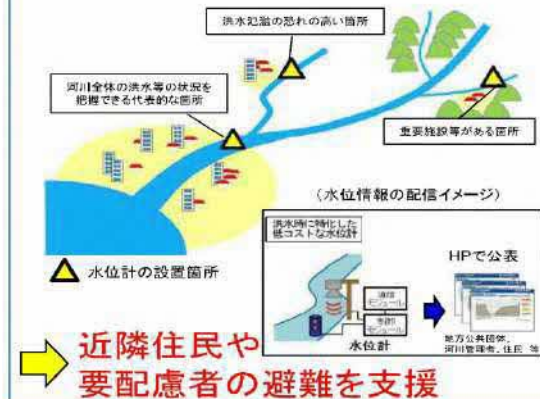 洪水氾濫の恐れの高い箇所
河川全体の洪水等の状況を
把握できる代表的な箇所
重要施設等がある箇所
(水位情報の配信イメージ)
洪水時に特化した
低コストな水位計
HPで公表
通信
モジュール
モジュール
水位計
地方公共団体、
河川管理者、住民 等
水位計の設置箇所
近隣住民や
要配慮者の避難を支援